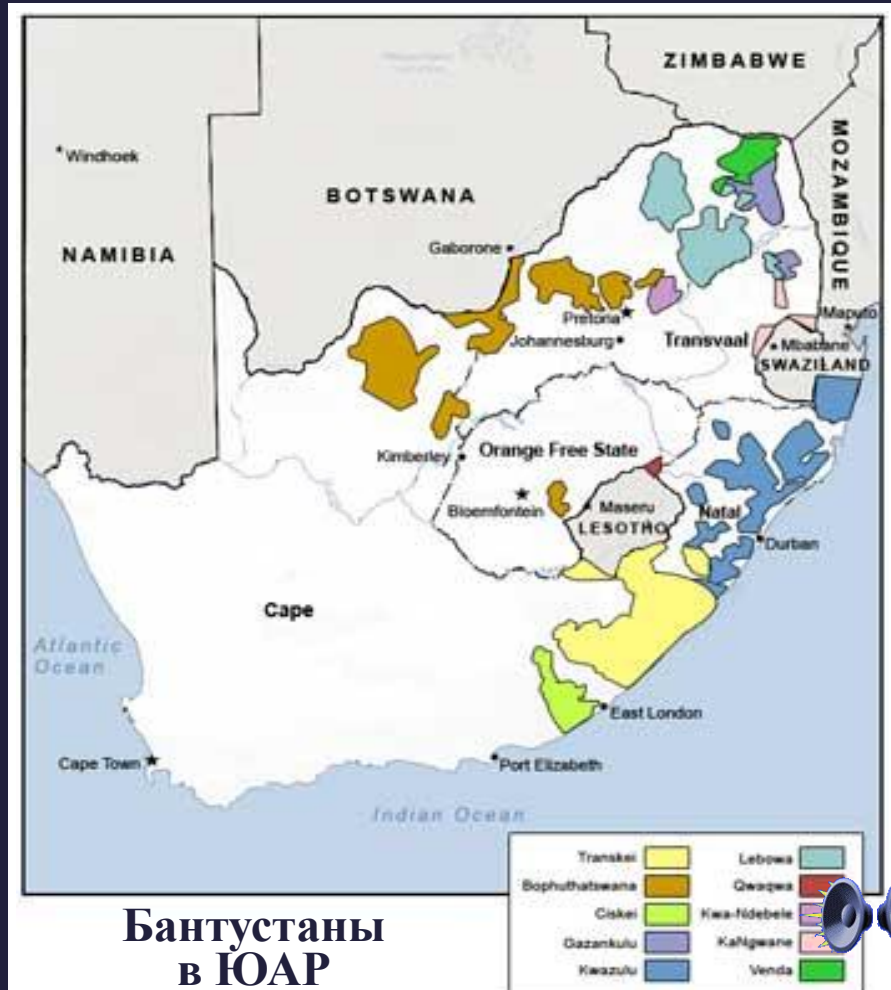 ZIMBABWE
MOZAMBIQUE
Windhoek
BOTSWANA
NAMIBIA
Gaborone
Pretoria
Maputo
Johannesburg
Transvaal
Mbabane
SWAZILAND
Kimberley
Orange Free State
Bloemfontein
Maseru
Natal
LESOTHO
Durban
Cape
Atlantic
Ocean
East London
Cape Town
Port Elizabeth
Indian Ocean
Transkei
Lebowa
Bophuthatswana
Qwaqwa
Ciskei
Kwa-Ndebele
Gazankulu
KaNgwane
Kwazulu
Venda
Бантустаны
в ЮАР